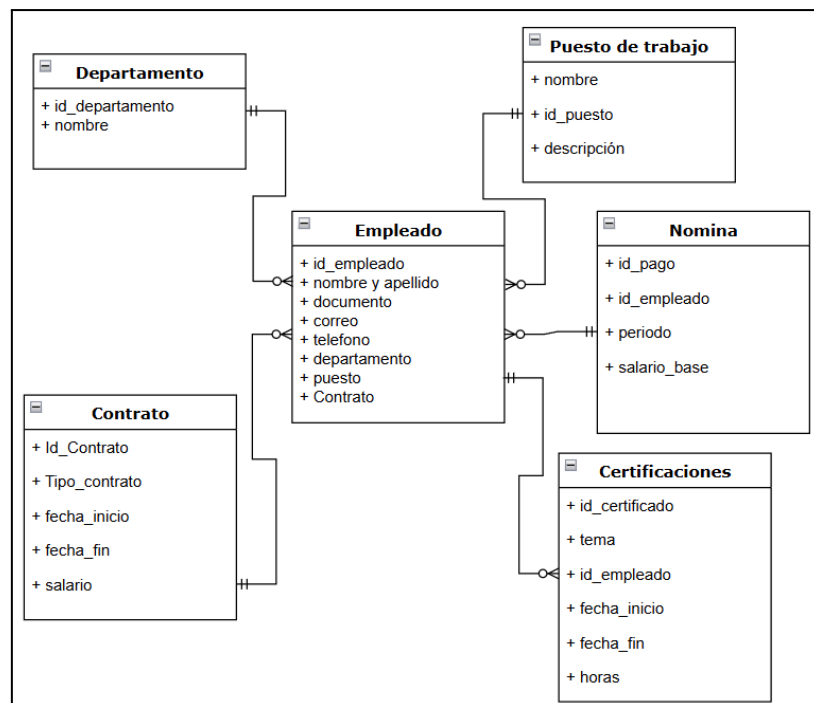 Departamento
+ id_departamento
+ nombre
Puesto de trabajo
+ nombre
+ id_puesto
+ descripción
Empleado
+ id_empleado
+ nombre y apellido
+ documento
+ correo
+ telefono
+ departamento
+ puesto
+ Contrato
Nomina
+ id_pago
+ id_empleado
+ periodo
+ salario_base
Contrato
+ Id_Contrato
+ Tipo_contrato
+ fecha_inicio
+ fecha_fin
+ salario
Certificaciones
+ id_certificado
+ tema
+ id_empleado
+ fecha_inicio
+ fecha_fin
+ horas